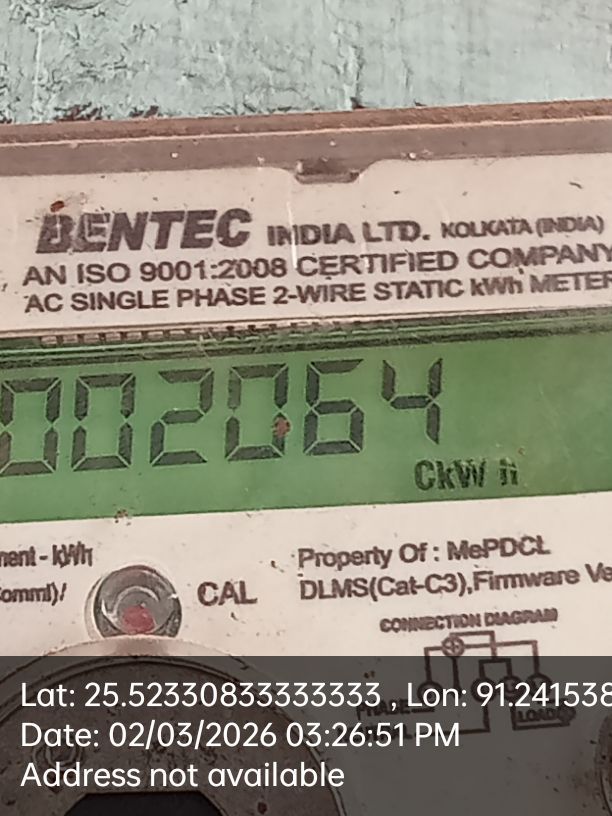 BENTEC INDIA LTD. KOLKATA (INDIA)
AN ISO 9001:2008 CERTIFIED COMPANY
AC SINGLE PHASE 2-WIRE STATIC kWh METER
002064
CkW h
ment - kWh
omml)/
CAL
Property Of : MePDCL
DLMS(Cat-C3),Firmware Ve
CONNECTION DIAGRAM
PHASE
LOAD
Lat: 25.52330833333333 , Lon: 91.241538
Date: 02/03/2026 03:26:51 PM
Address not available